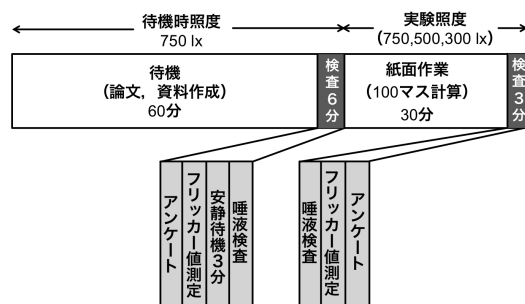 待機時照度
750 lx
実験照度
(750,500,300 lx)
待機
(論文，資料作成)
60分
検査6分
紙面作業
(100マス計算)
30分
検査3分
アンケート
フリッカー値測定
安静待機3分
唾液検査
唾液検査
フリッカー値測定
アンケート